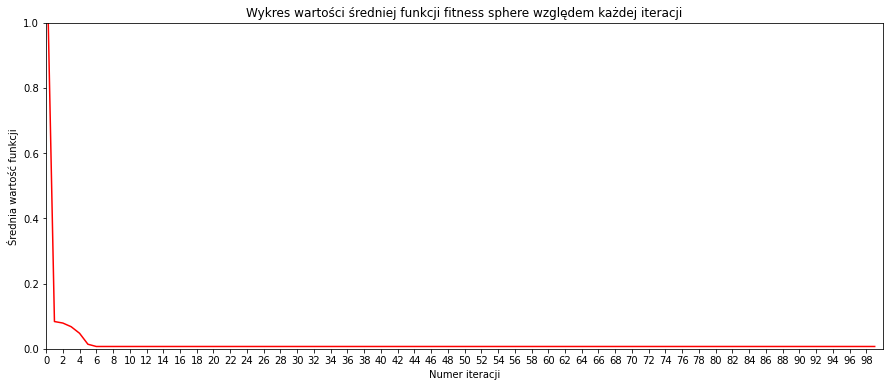 Wykres wartości średniej funkcji fitness sphere względem każdej iteracji
1.0
0.8
0.6
0.4
0.2
0.0
Średnia wartość funkcji
0 2 4 6 8 10 12 14 16 18 20 22 24 26 28 30 32 34 36 38 40 42 44 46 48 50 52 54 56 58 60 62 64 66 68 70 72 74 76 78 80 82 84 86 88 90 92 94 96 98
Numer iteracji